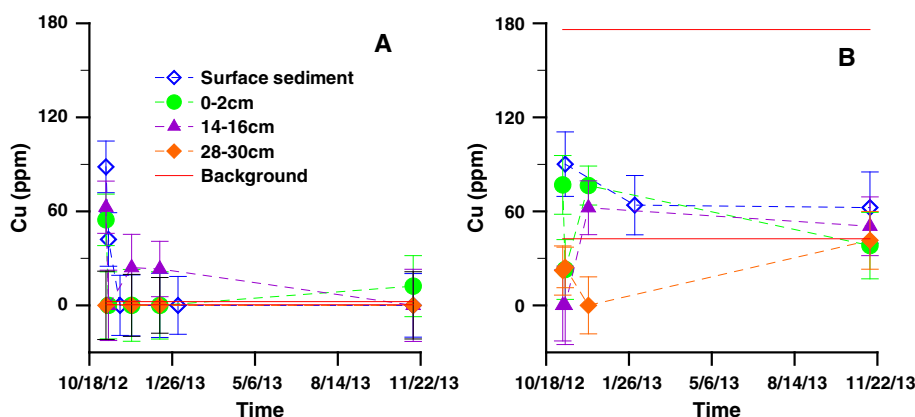 A
Cu (ppm)
180
120
60
0
Surface sediment
0-2cm
14-16cm
28-30cm
Background
10/18/12 1/26/13 5/6/13 8/14/13 11/22/13
Time
B
Cu (ppm)
180
120
60
0
10/18/12 1/26/13 5/6/13 8/14/13 11/22/13
Time